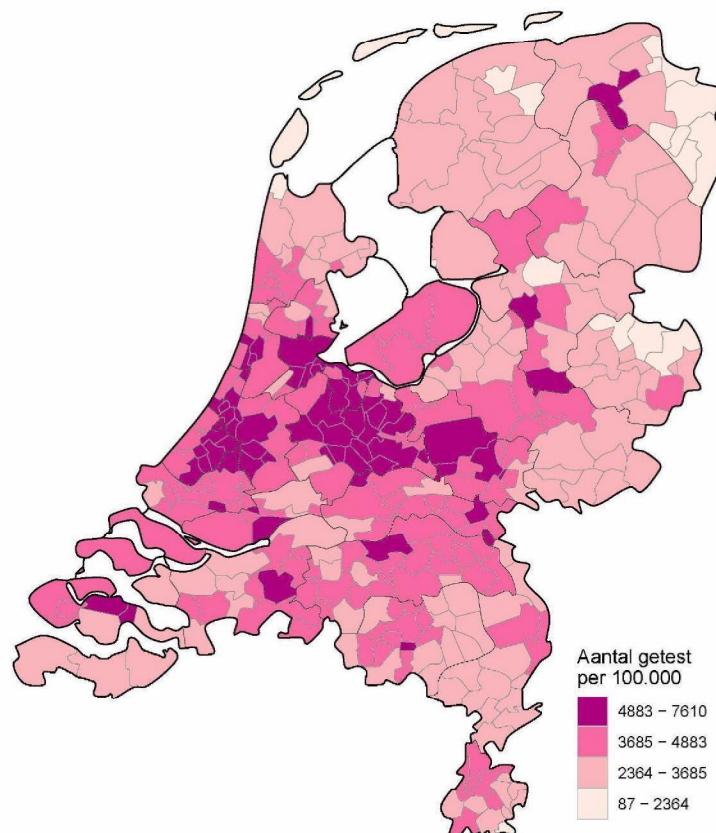 Aantal getest
per 100.000
4883 – 7610
3685 – 4883
2364 – 3685
87 – 2364